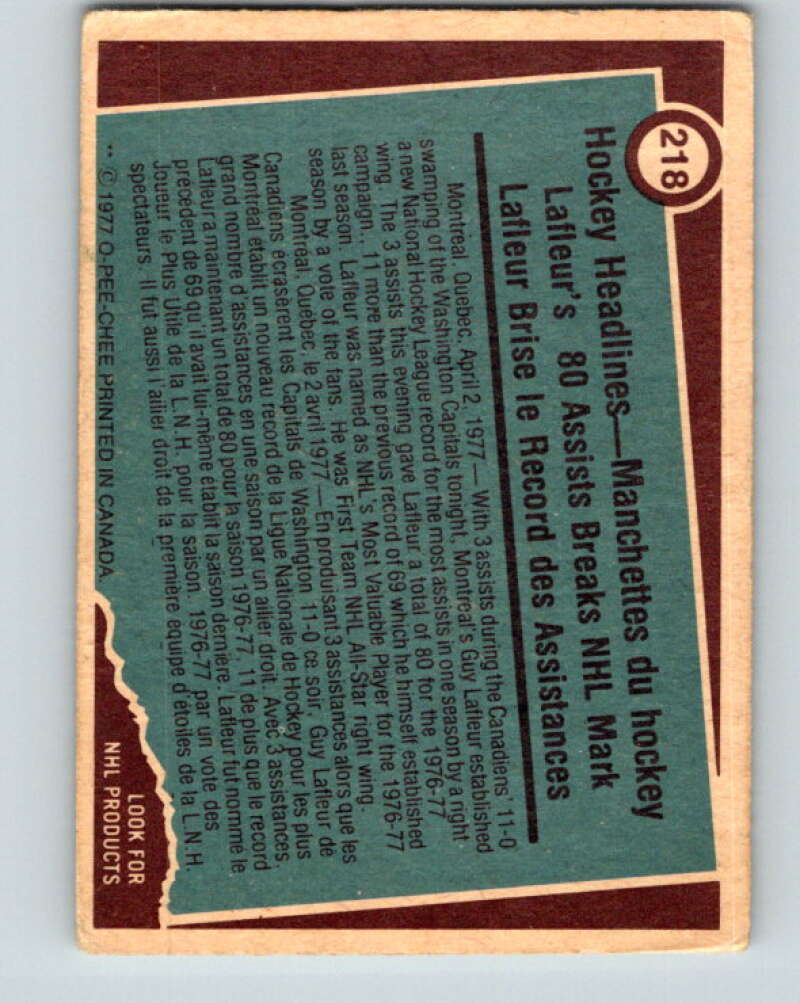 218
Hockey Headlines—Manchettes du hockey
Lafleur's 80 Assists Breaks NHL Mark
Lafleur Brise le Record des Assistances
Montréal, Quebec, April 2, 1977 — With 3 assists during the Canadiens' 11-0
swamping of the Washington Capitals tonight, Montreal's Guy Lafleur established
a new National Hockey League record for the most assists in one season by a right
wing. The 3 assists this evening gave Lafleur a total of 80 for the 1976-77
campaign, 11 more than the previous record of 69 which he himself established
last season. Lafleur was named as NHL's Most Valuable Player for the 1976-77
season by a vote of the fans. He was First Team NHL All-Star right wing.
Montréal, Québec, le 2 avril 1977 — En produisant 3 assistances alors que les
Canadiens écrasèrent les Capitals de Washington 11-0 ce soir, Guy Lafleur de
Montréal établit un nouveau record de la Ligue Nationale de Hockey pour les plus
grand nombre d'assistances en une saison par un ailier droit. Avec 3 assistances,
Lafleur a maintenant un total de 80 pour la saison 1976-77, 11 de plus que le record
précédent de 69 qu'il avait lui-même établit la saison dernière. Lafleur fut nommé le
Joueur le Plus Utile de la L.N.H. pour la saison, 1976-77 par un vote des
spectateurs. Il fut aussi l'ailier droit de la première équipe d'étoiles de la L.N.H.
** © 1977 O-PEE-CHEE PRINTED IN CANADA
LOOK FOR
NHL PRODUCTS